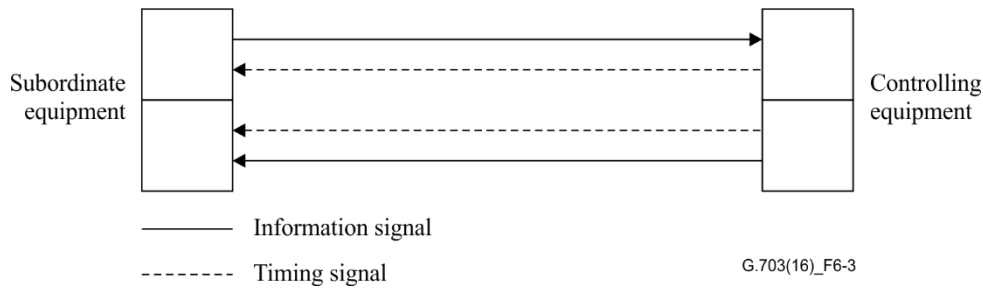 Subordinate
equipment
Controlling
equipment
Information signal
Timing signal
G.703(16)_F6-3